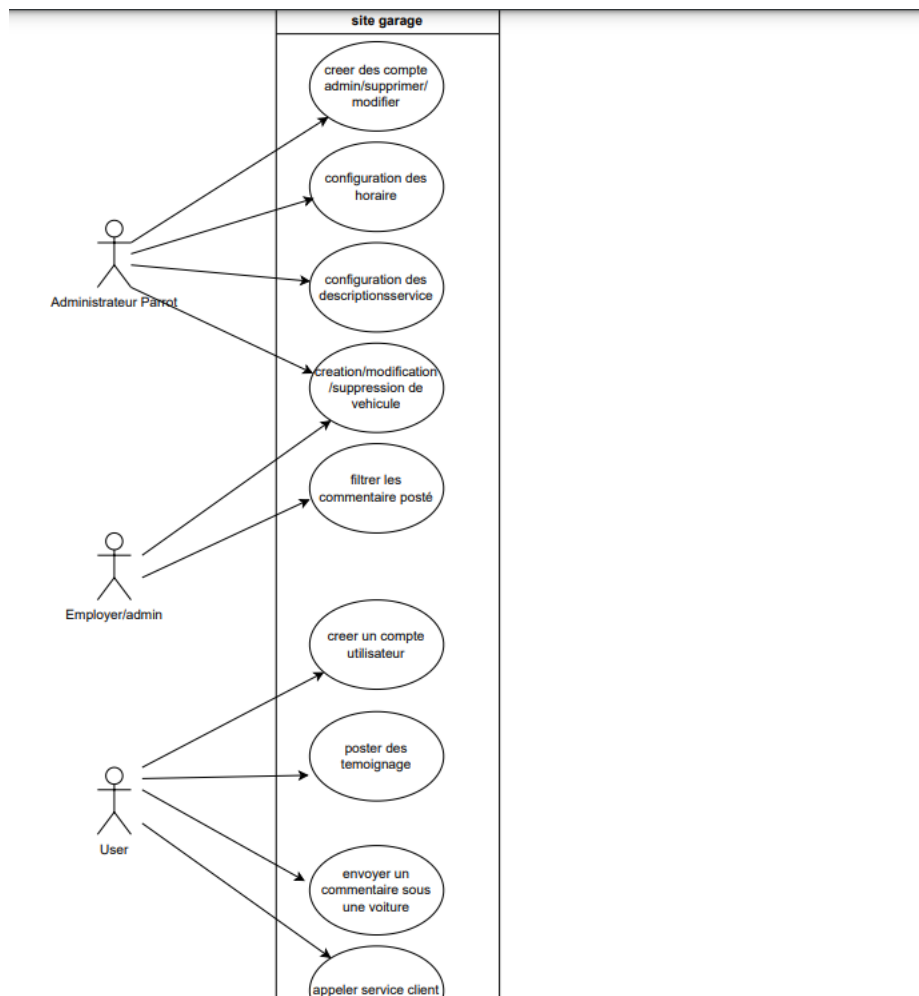 site garage
creer des compte
admin/supprimer/
modifier
configuration des
horaire
configuration des
descriptionsservice
Administrateur Parrot
creation/modification
/suppression de
vehicule
filtrer les
commentaire posté
Employer/admin
creer un compte
utilisateur
poster des
temoignage
User
envoyer un
commentaire sous
une voiture
appeler service client